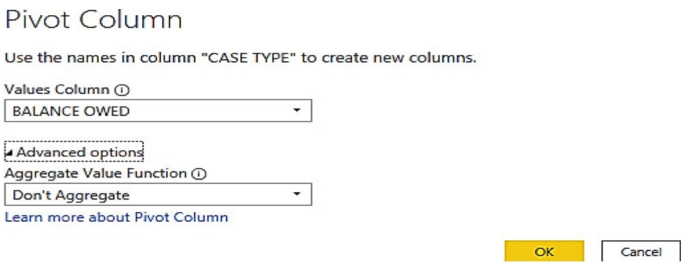 Pivot Column
Use the names in column "CASE TYPE" to create new columns.
Values Column
BALANCE OWED
Advanced options
Aggregate Value Function
Don't Aggregate
Learn more about Pivot Column
OK Cancel